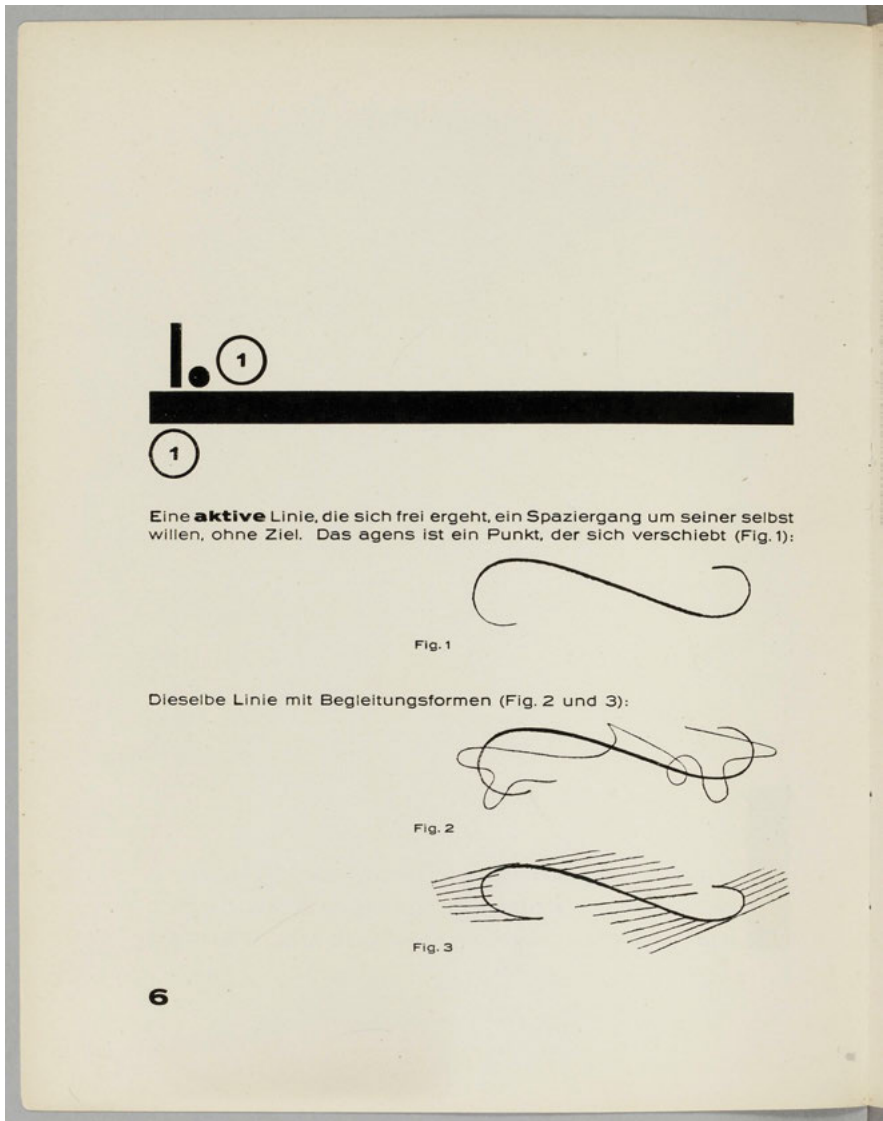 I. 1
1
Eine aktive Linie, die sich frei ergeht, ein Spaziergang um seiner selbst
willen, ohne Ziel. Das agens ist ein Punkt, der sich verschiebt (Fig. 1):
Fig. 1
Dieselbe Linie mit Begleitungsformen (Fig. 2 und 3):
Fig. 2
Fig. 3
6